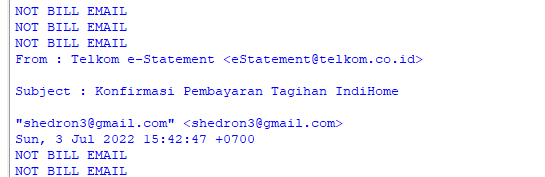 NOT BILL EMAIL
NOT BILL EMAIL
NOT BILL EMAIL
From : Telkom e-Statement <eStatement@telkom.co.id>
Subject : Konfirmasi Pembayaran Tagihan IndiHome
"shedron3@gmail.com" <shedron3@gmail.com>
Sun, 3 Jul 2022 15:42:47 +0700
NOT BILL EMAIL
NOT BILL EMAIL